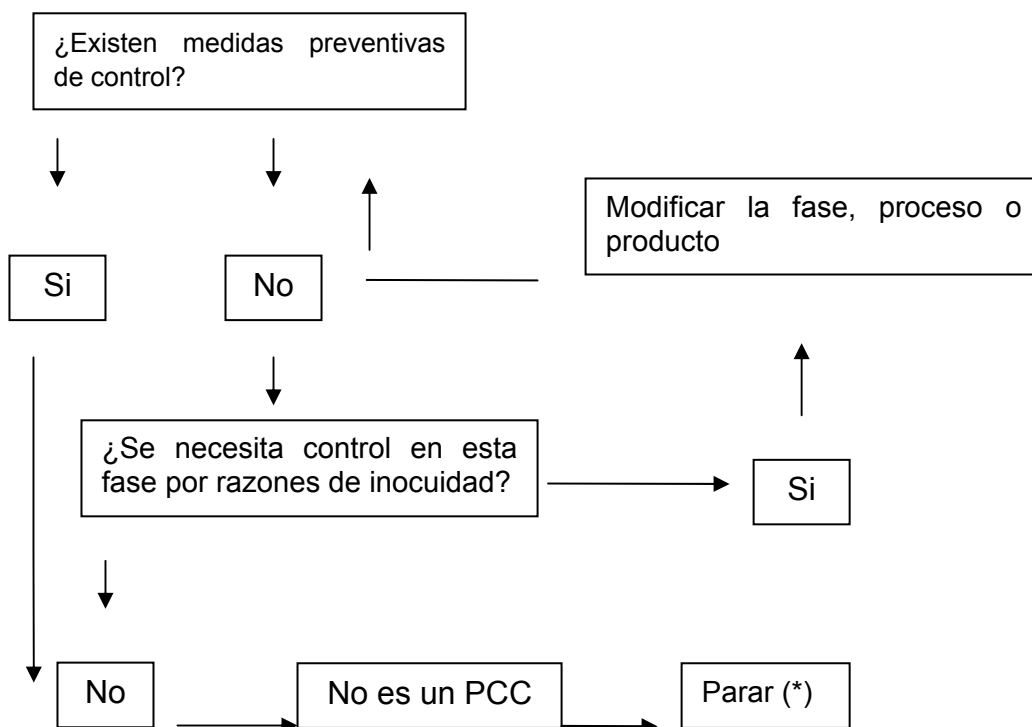 ¿Existen medidas preventivas
de control?
Modificar la fase, proceso o
producto
Si
No
¿Se necesita control en esta
fase por razones de inocuidad?
Si
No
No es un PCC
Parar (*)